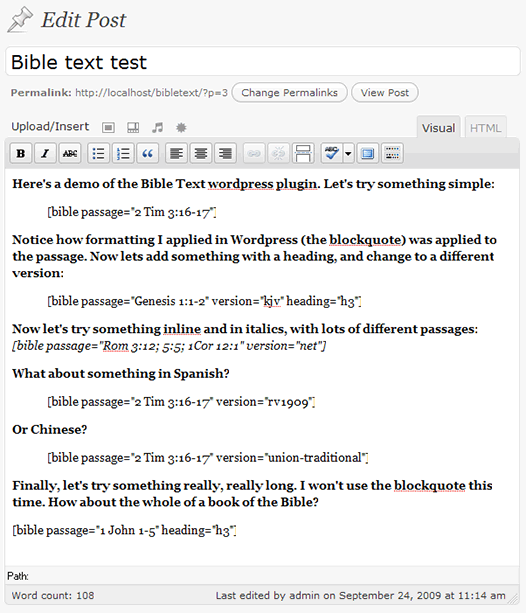 Edit Post
Bible text test
Permalink: http://localhost/bibletext/?p=3 Change Permalinks View Post
Upload/Insert Visual HTML
B I ABC ABC
Here's a demo of the Bible Text wordpress plugin. Let's try something simple:
[bible passage="2 Tim 3:16-17"]
Notice how formatting I applied in Wordpress (the blockquote) was applied to
the passage. Now lets add something with a heading, and change to a different
version:
[bible passage="Genesis 1:1-2" version="kjv" heading="h3"]
Now let's try something inline and in italics, with lots of different passages:
[bible passage="Rom 3:12; 5:5; 1Cor 12:1" version="net"]
What about something in Spanish?
[bible passage="2 Tim 3:16-17" version="rv1909"]
Or Chinese?
[bible passage="2 Tim 3:16-17" version="union-traditional"]
Finally, let's try something really, really long. I won't use the blockquote this
time. How about the whole of a book of the Bible?
[bible passage="1 John 1-5" heading="h3"]
Path:
Word count: 108 Last edited by admin on September 24, 2009 at 11:14 am